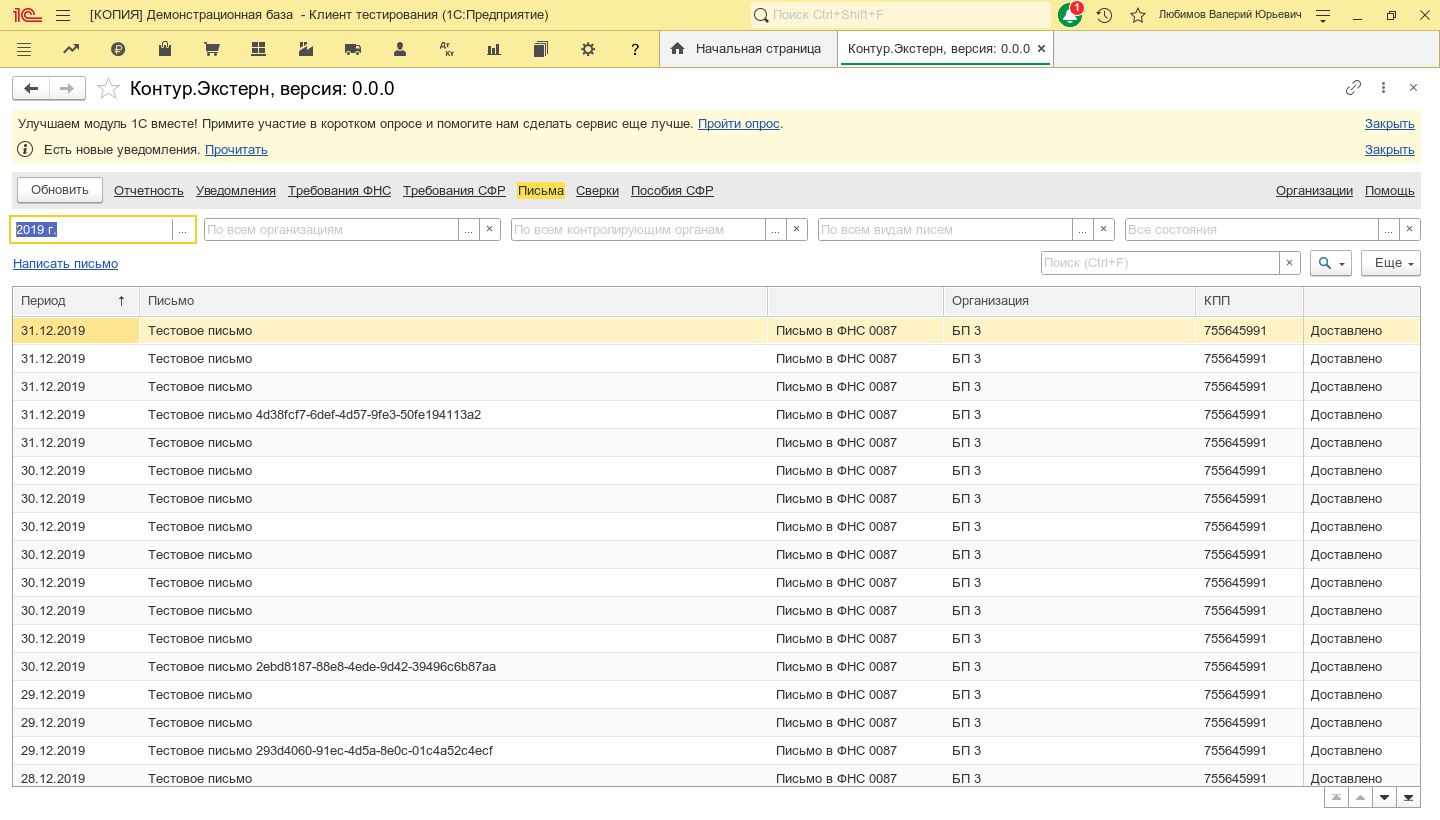 [КОПИЯ] Демонстрационная база - Клиент тестирования (1С:Предприятие) Поиск Ctrl+Shift+F 1 Любимов Валерий Юрьевич
Дт Кт ? Начальная страница Контур.Экстерн, версия: 0.0.0
Контур.Экстерн, версия: 0.0.0
Улучшаем модуль 1С вместе! Примите участие в коротком опросе и помогите нам сделать сервис еще лучше. Пройти опрос. Закрыть
Есть новые уведомления. Прочитать Закрыть
Обновить Отчетность Уведомления Требования ФНС Требования СФР Письма Сверки Пособия СФР Организации Помощь
2019 г. ... По всем организациям ... × По всем контролирующим органам ... × По всем видам писем ... × Все состояния ... ×
Написать письмо Поиск (Ctrl+F) × Еще
Период ↑ Письмо Организация КПП
31.12.2019 Тестовое письмо Письмо в ФНС 0087 БП 3 755645991 Доставлено
31.12.2019 Тестовое письмо Письмо в ФНС 0087 БП 3 755645991 Доставлено
31.12.2019 Тестовое письмо Письмо в ФНС 0087 БП 3 755645991 Доставлено
31.12.2019 Тестовое письмо 4d38fcf7-6def-4d57-9fe3-50fe194113a2 Письмо в ФНС 0087 БП 3 755645991 Доставлено
31.12.2019 Тестовое письмо Письмо в ФНС 0087 БП 3 755645991 Доставлено
30.12.2019 Тестовое письмо Письмо в ФНС 0087 БП 3 755645991 Доставлено
30.12.2019 Тестовое письмо Письмо в ФНС 0087 БП 3 755645991 Доставлено
30.12.2019 Тестовое письмо Письмо в ФНС 0087 БП 3 755645991 Доставлено
30.12.2019 Тестовое письмо Письмо в ФНС 0087 БП 3 755645991 Доставлено
30.12.2019 Тестовое письмо Письмо в ФНС 0087 БП 3 755645991 Доставлено
30.12.2019 Тестовое письмо Письмо в ФНС 0087 БП 3 755645991 Доставлено
30.12.2019 Тестовое письмо Письмо в ФНС 0087 БП 3 755645991 Доставлено
30.12.2019 Тестовое письмо 2ebd8187-88e8-4ede-9d42-39496c6b87aa Письмо в ФНС 0087 БП 3 755645991 Доставлено
29.12.2019 Тестовое письмо Письмо в ФНС 0087 БП 3 755645991 Доставлено
29.12.2019 Тестовое письмо Письмо в ФНС 0087 БП 3 755645991 Доставлено
29.12.2019 Тестовое письмо 293d4060-91ec-4d5a-8e0c-01c4a52c4ecf Письмо в ФНС 0087 БП 3 755645991 Доставлено
28.12.2019 Тестовое письмо Письмо в ФНС 0087 БП 3 755645991 Доставлено